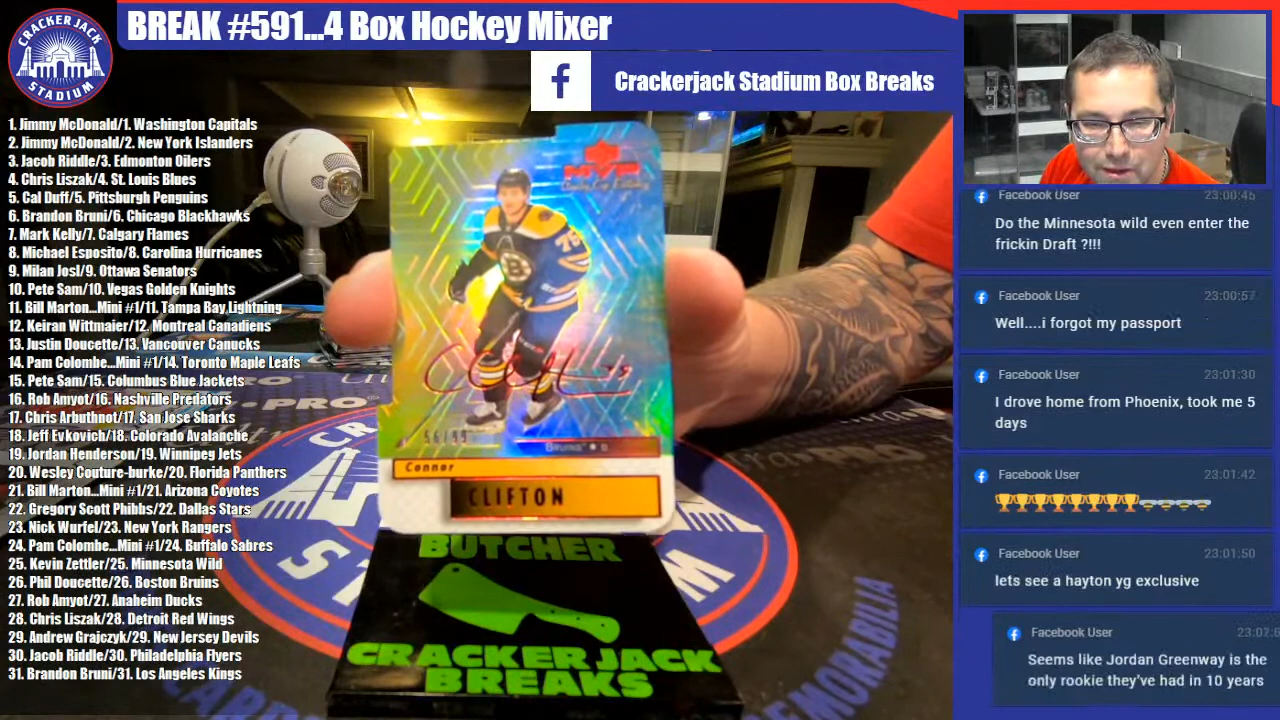 CRACKER JACK
STADIUM
BREAK #591...4 Box Hockey Mixer
f
Crackerjack Stadium Box Breaks
1. Jimmy McDonald/1. Washington Capitals
2. Jimmy McDonald/2. New York Islanders
3. Jacob Riddle/3. Edmonton Oilers
4. Chris Liszak/4. St. Louis Blues
5. Cal Duff/5. Pittsburgh Penguins
6. Brandon Bruni/6. Chicago Blackhawks
7. Mark Kelly/7. Calgary Flames
8. Michael Esposito/8. Carolina Hurricanes
9. Milan Josl/9. Ottawa Senators
10. Pete Sam/10. Vegas Golden Knights
11. Bill Marton...Mini #1/11. Tampa Bay Lightning
12. Keiran Wittmaier/12. Montreal Canadiens
13. Justin Doucette/13. Vancouver Canucks
14. Pam Colombe...Mini #1/14. Toronto Maple Leafs
15. Pete Sam/15. Columbus Blue Jackets
16. Rob Amyot/16. Nashville Predators
17. Chris Arbuthnot/17. San Jose Sharks
18. Jeff Evkovich/18. Colorado Avalanche
19. Jordan Henderson/19. Winnipeg Jets
20. Wesley Couture-burke/20. Florida Panthers
21. Bill Marton...Mini #1/21. Arizona Coyotes
22. Gregory Scott Phibbs/22. Dallas Stars
23. Nick Wurfel/23. New York Rangers
24. Pam Colombe...Mini #1/24. Buffalo Sabres
25. Kevin Zettler/25. Minnesota Wild
26. Phil Doucette/26. Boston Bruins
27. Rob Amyot/27. Anaheim Ducks
28. Chris Liszak/28. Detroit Red Wings
29. Andrew Grajczyk/29. New Jersey Devils
30. Jacob Riddle/30. Philadelphia Flyers
31. Brandon Bruni/31. Los Angeles Kings
MVP
75
56/99
Bruins
Connor
CLIFTON
BUTCHER
CRACKER JACK
BREAKS
MEMORABILIA
Facebook User 23:00:45
Do the Minnesota wild even enter the
frickin Draft ?!!!
Facebook User 23:00:57
Well....i forgot my passport
Facebook User 23:01:30
I drove home from Phoenix, took me 5
days
Facebook User 23:01:42
🏆🏆🏆🏆🏆🏆🏆
Facebook User 23:01:50
lets see a hayton yg exclusive
Facebook User
Seems like Jordan Greenway is the
only rookie they've had in 10 years